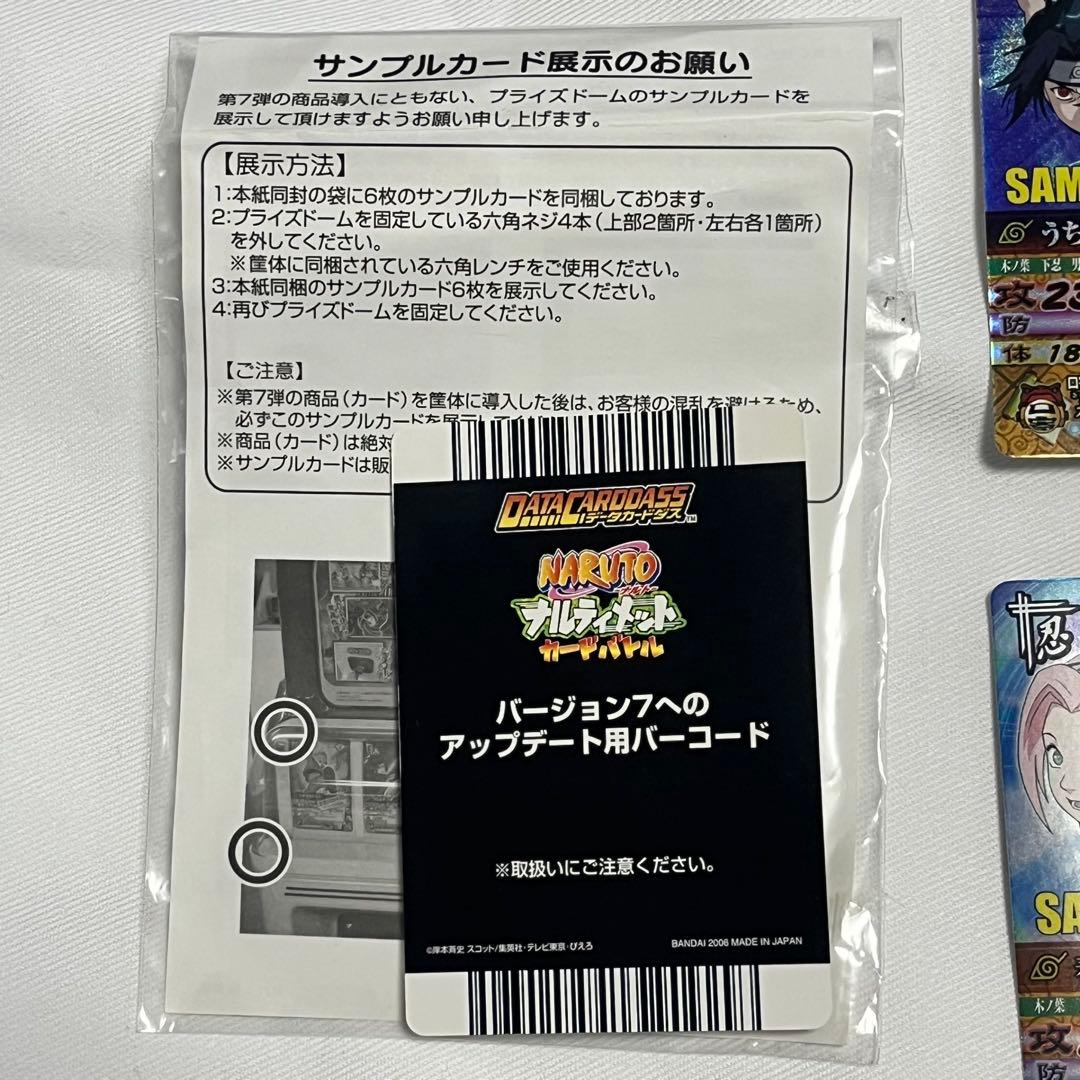 サンプルカード展示のお願い
第7弾の商品導入にともない、プライズドームのサンプルカードを
展示して頂けますようお願い申し上げます。
【展示方法】
1:本紙同封の袋に6枚のサンプルカードを同梱しております。
2:プライズドームを固定している六角ネジ4本(上部2箇所・左右各1箇所)
を外してください。
※筐体に同梱されている六角レンチをご使用ください。
3:本紙同梱のサンプルカード6枚を展示してください。
4:再びプライズドームを固定してください。
【ご注意】
※第7弾の商品(カード)を筐体に導入した後は、お客様の混乱を避けるため、
必ずこのサンプルカードを展示して
※商品(カード)は絶対
※サンプルカードは販
DATA CARDDASS
データカードダス™
NARUTO
ナルト
ナルティメット
カードバトル
バージョン7への
アップデート用バーコード
※取扱いにご注意ください。
©岸本斉史 スコット/集英社・テレビ東京・ぴえろ
BANDAI 2006 MADE IN JAPAN
SAM
うち
木ノ葉 下忍 男
攻 23
防
体 18
忍
SA
木ノ葉
攻
防